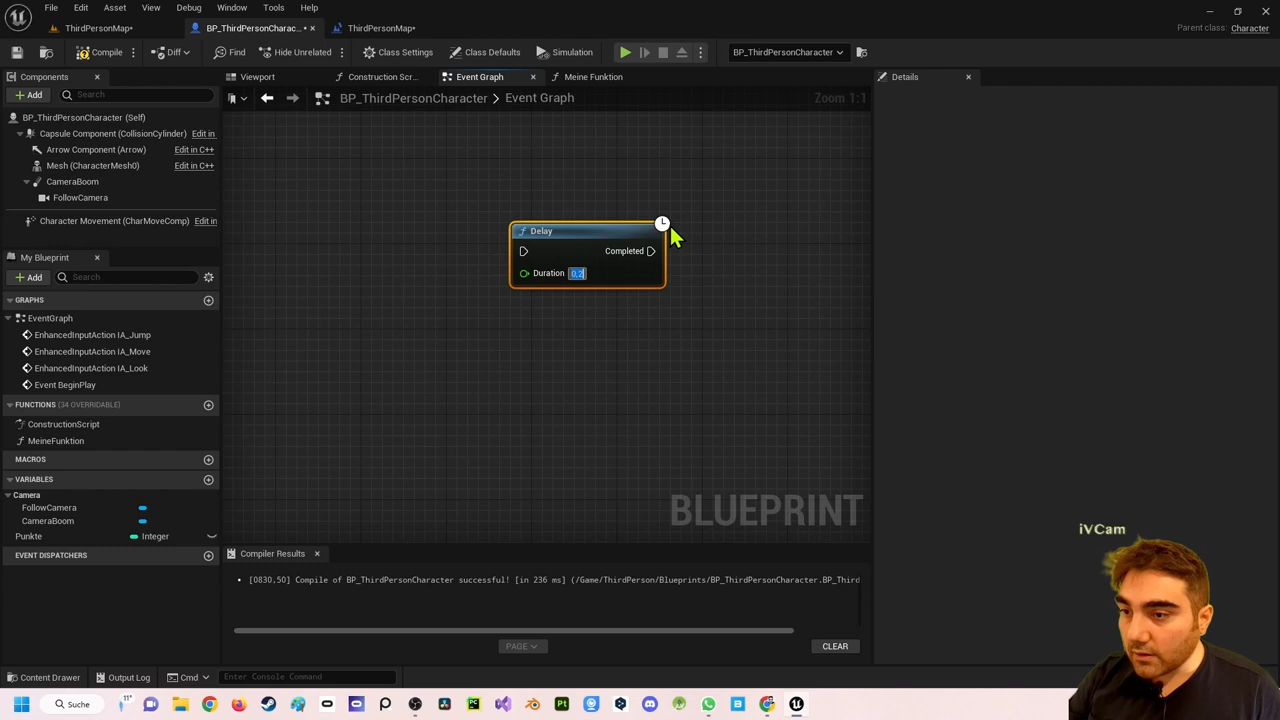 File Edit Asset View Debug Window Tools Help
ThirdPersonMap• BP_ThirdPersonCharac...• ThirdPersonMap•
Parent class: Character
Compile Diff Find Hide Unrelated Class Settings Class Defaults Simulation BP_ThirdPersonCharacter
Components
Viewport Construction Scr... Event Graph Meine Funktion
Details
Add Search
BP_ThirdPersonCharacter > Event Graph Zoom 1:1
BP_ThirdPersonCharacter (Self)
Capsule Component (CollisionCylinder) Edit in
Arrow Component (Arrow) Edit in C++
Mesh (CharacterMesh0) Edit in C++
CameraBoom
FollowCamera
Character Movement (CharMoveComp) Edit in
Delay
Completed
Duration 0,2
My Blueprint
Add Search
GRAPHS
EventGraph
EnhancedInputAction IA_Jump
EnhancedInputAction IA_Move
EnhancedInputAction IA_Look
Event BeginPlay
FUNCTIONS (34 OVERRIDABLE)
ConstructionScript
MeineFunktion
MACROS
VARIABLES
Camera
FollowCamera
CameraBoom
Punkte Integer
EVENT DISPATCHERS
BLUEPRINT
iVCam
Compiler Results
[0830,50] Compile of BP_ThirdPersonCharacter successful! [in 236 ms] (/Game/ThirdPerson/Blueprints/BP_ThirdPersonCharacter.BP_Third
PAGE CLEAR
Content Drawer Output Log Cmd Enter Console Command
Suche 11°